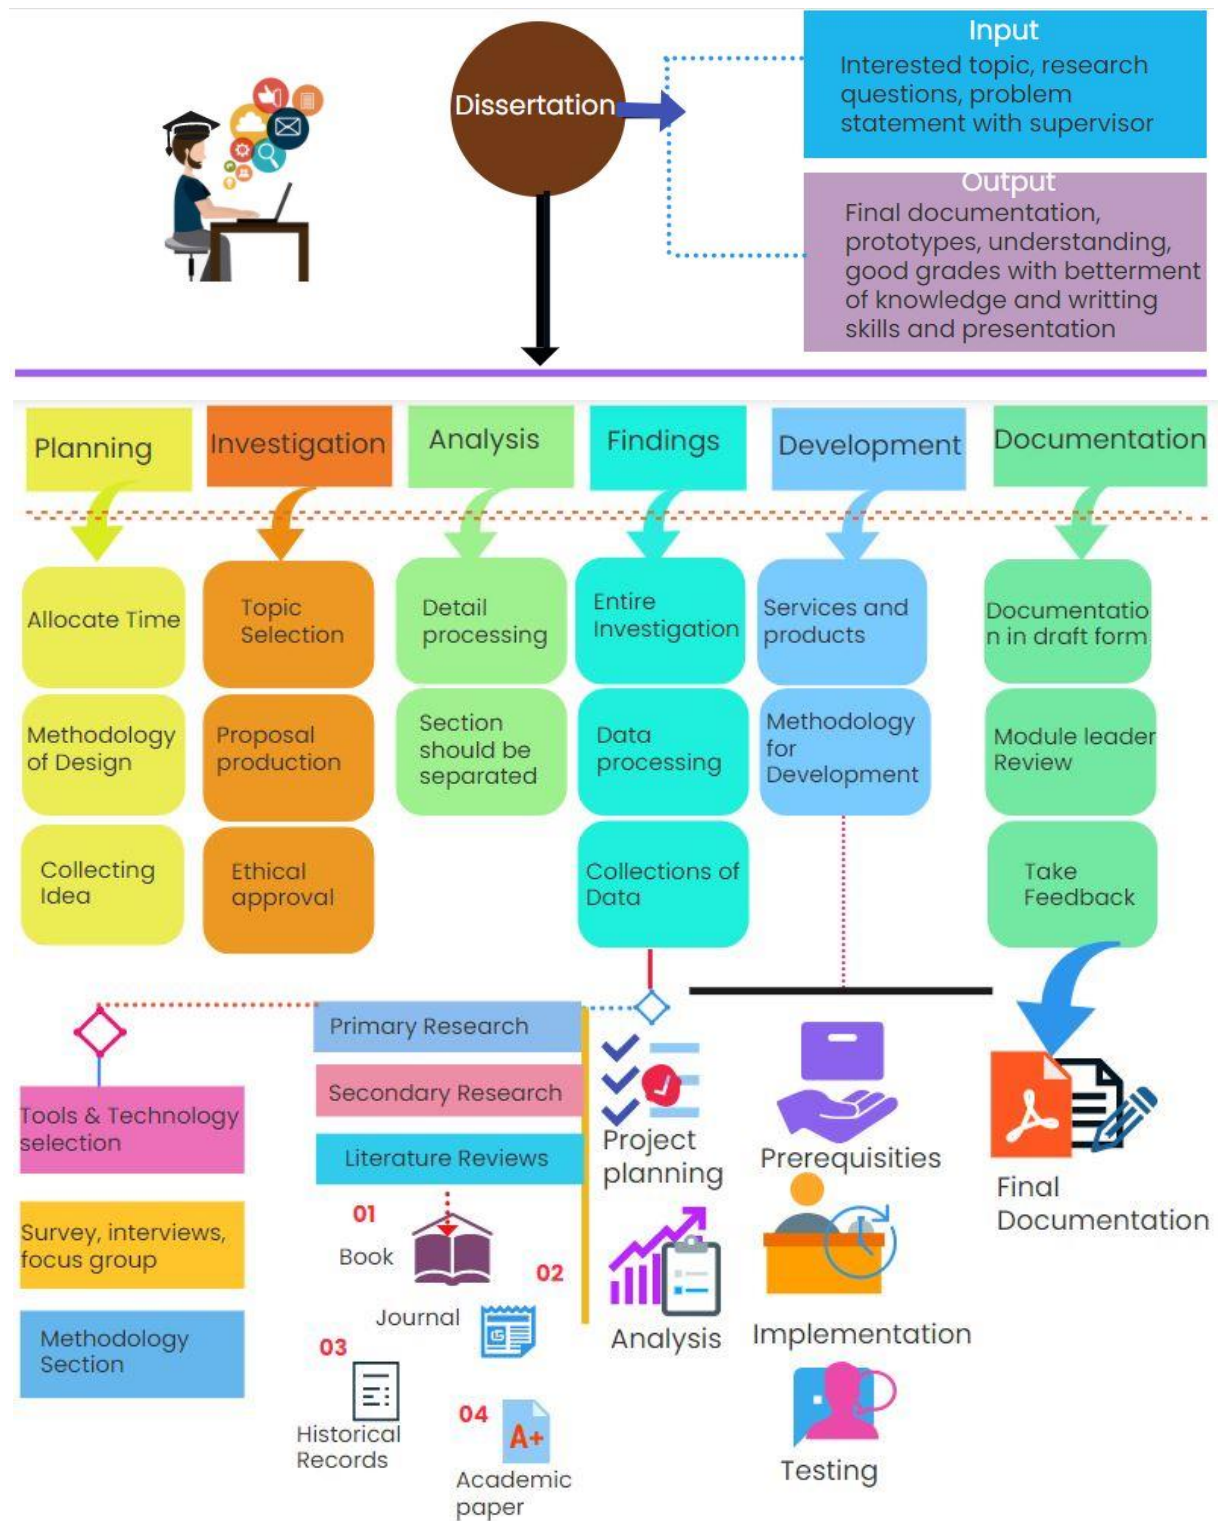 Dissertation
Input
Interested topic, research
questions, problem
statement with supervisor
Output
Final documentation,
prototypes, understanding,
good grades with betterment
of knowledge and writting
skills and presentation
Planning
Investigation
Analysis
Findings
Development
Documentation
Allocate Time
Topic
Selection
Detail
processing
Entire
Investigation
Services and
products
Documentatio
n in draft form
Methodology
of Design
Proposal
production
Section
should be
separated
Data
processing
Methodology
for
Development
Module leader
Review
Collecting
Idea
Ethical
approval
Collections of
Data
Take
Feedback
Tools & Technology
selection
Survey, interviews,
focus group
Methodology
Section
Primary Research
Secondary Research
Literature Reviews
01
Book
02
Journal
03
Historical
Records
04
A+
Academic
paper
Project
planning
Analysis
Prerequisities
Implementation
Testing
Final
Documentation